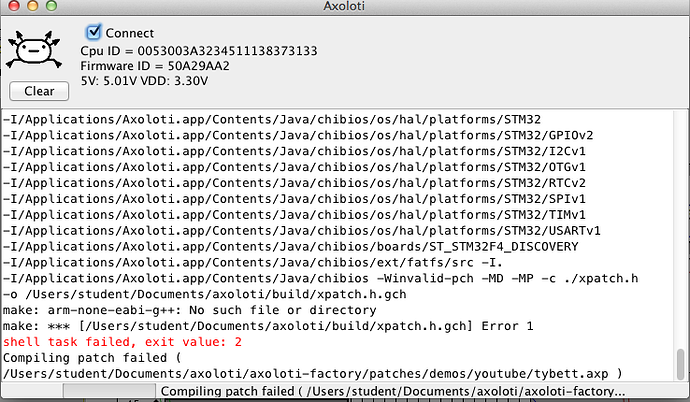 Axoloti
Connect
Cpu ID = 0053003A3234511138373133
Firmware ID = 50A29AA2
5V: 5.01V VDD: 3.30V
Clear
-I/Applications/Axoloti.app/Contents/Java/chibios/os/hal/platforms/STM32
-I/Applications/Axoloti.app/Contents/Java/chibios/os/hal/platforms/STM32/GPIOv2
-I/Applications/Axoloti.app/Contents/Java/chibios/os/hal/platforms/STM32/I2Cv1
-I/Applications/Axoloti.app/Contents/Java/chibios/os/hal/platforms/STM32/OTGv1
-I/Applications/Axoloti.app/Contents/Java/chibios/os/hal/platforms/STM32/RTCv2
-I/Applications/Axoloti.app/Contents/Java/chibios/os/hal/platforms/STM32/SPIv1
-I/Applications/Axoloti.app/Contents/Java/chibios/os/hal/platforms/STM32/TIMv1
-I/Applications/Axoloti.app/Contents/Java/chibios/os/hal/platforms/STM32/USARTv1
-I/Applications/Axoloti.app/Contents/Java/chibios/boards/ST_STM32F4_DISCOVERY
-I/Applications/Axoloti.app/Contents/Java/chibios/ext/fatfs/src -I.
-I/Applications/Axoloti.app/Contents/Java/chibios -Winvalid-pch -MD -MP -c ./xpatch.h
-o /Users/student/Documents/axoloti/build/xpatch.h.gch
make: arm-none-eabi-g++: No such file or directory
make: *** [/Users/student/Documents/axoloti/build/xpatch.h.gch] Error 1
shell task failed, exit value: 2
Compiling patch failed (
/Users/student/Documents/axoloti/axoloti-factory/patches/demos/youtube/tybett.axp )
Compiling patch failed ( /Users/student/Documents/axoloti/axoloti-factory...